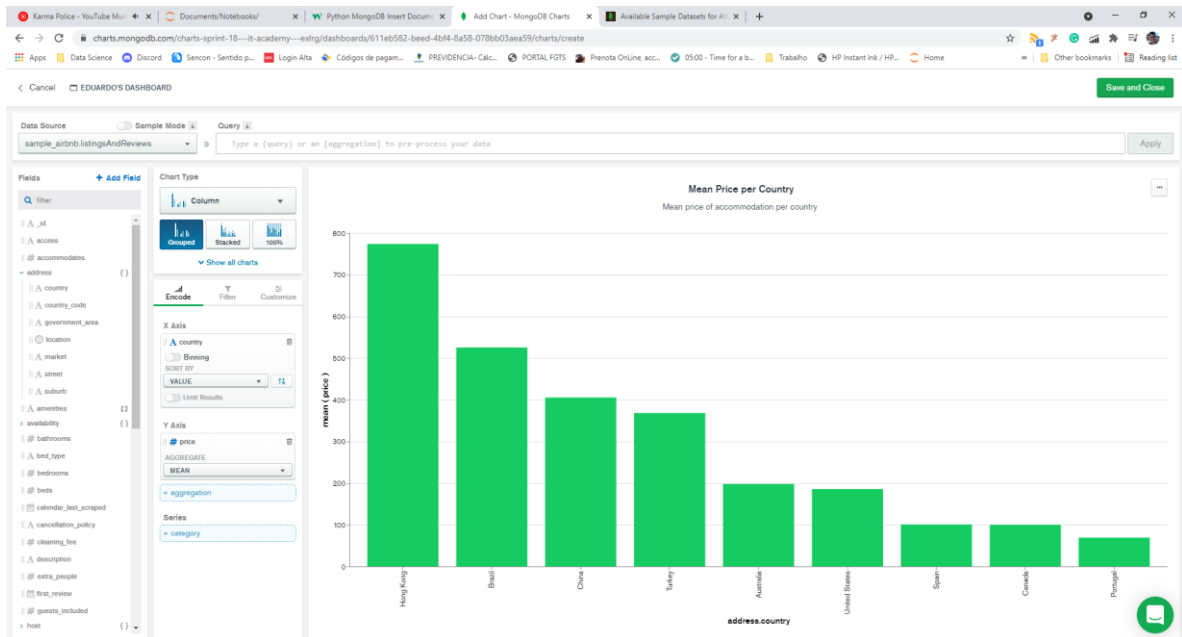 Karma Police - YouTube Mus
Documents/Notebooks/
Python MongoDB Insert Docume
Add Chart - MongoDB Charts
Available Sample Datasets for At
charts.mongodb.com/charts-sprint-18---it-academy---exlrg/dashboards/611eb582-beed-4bf4-8a58-078bb03aea59/charts/create
Apps
Data Science
Discord
Sencon - Sentido p...
Login Alta
Códigos de pagam...
PREVIDENCIA- Cálc...
PORTAL FGTS
Prenota OnLine, acc...
05:00 - Time for a b...
Trabalho
HP Instant Ink / HP...
Home
Other bookmarks
Reading list
Cancel
EDUARDO'S DASHBOARD
Save and Close
Data Source
Sample Mode
Query
sample_airbnb.listingsAndReviews
Type a {query} or an [aggregation] to pre-process your data
Apply
Fields
+ Add Field
filter
A _id
A access
# accommodates
address { }
A country
A country_code
A government_area
location
A market
A street
A suburb
A amenities [ ]
availability { }
# bathrooms
A bed_type
# bedrooms
# beds
calendar_last_scraped
A cancellation_policy
# cleaning_fee
A description
# extra_people
first_review
# guests_included
host { }
Chart Type
Column
Grouped
Stacked
100%
Show all charts
Encode
Filter
Customize
X Axis
A country
Binning
SORT BY
VALUE
Limit Results
Y Axis
# price
AGGREGATE
MEAN
+ aggregation
Series
+ category
Mean Price per Country
Mean price of accommodation per country
mean ( price )
800
700
600
500
400
300
200
100
0
Hong Kong
Brazil
China
Turkey
Australia
United States
Spain
Canada
Portugal
address.country